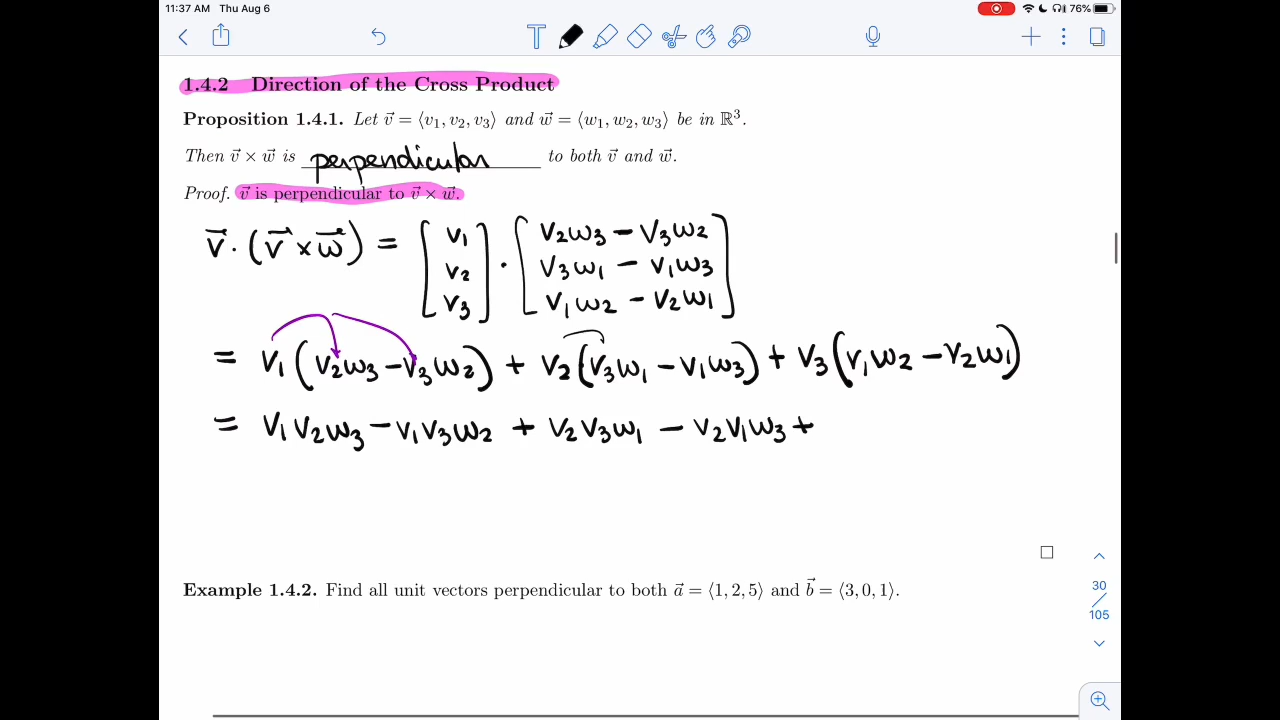 11:37 AM Thu Aug 6 76%
1.4.2 Direction of the Cross Product
Proposition 1.4.1. Let v⃗ = ⟨v₁, v₂, v₃⟩ and w⃗ = ⟨w₁, w₂, w₃⟩ be in ℝ³.
Then v⃗ × w⃗ is perpendicular to both v⃗ and w⃗.
Proof. v⃗ is perpendicular to v⃗ × w⃗.
v⃗ · (v⃗ × w⃗) = [v₁ v₂ v₃] · [v₂w₃ − v₃w₂ v₃w₁ − v₁w₃ v₁w₂ − v₂w₁]
= v₁(v₂w₃ − v₃w₂) + v₂(v₃w₁ − v₁w₃) + v₃(v₁w₂ − v₂w₁)
= v₁v₂w₃ − v₁v₃w₂ + v₂v₃w₁ − v₂v₁w₃ +
□
Example 1.4.2. Find all unit vectors perpendicular to both a⃗ = ⟨1, 2, 5⟩ and b⃗ = ⟨3, 0, 1⟩.
30
105